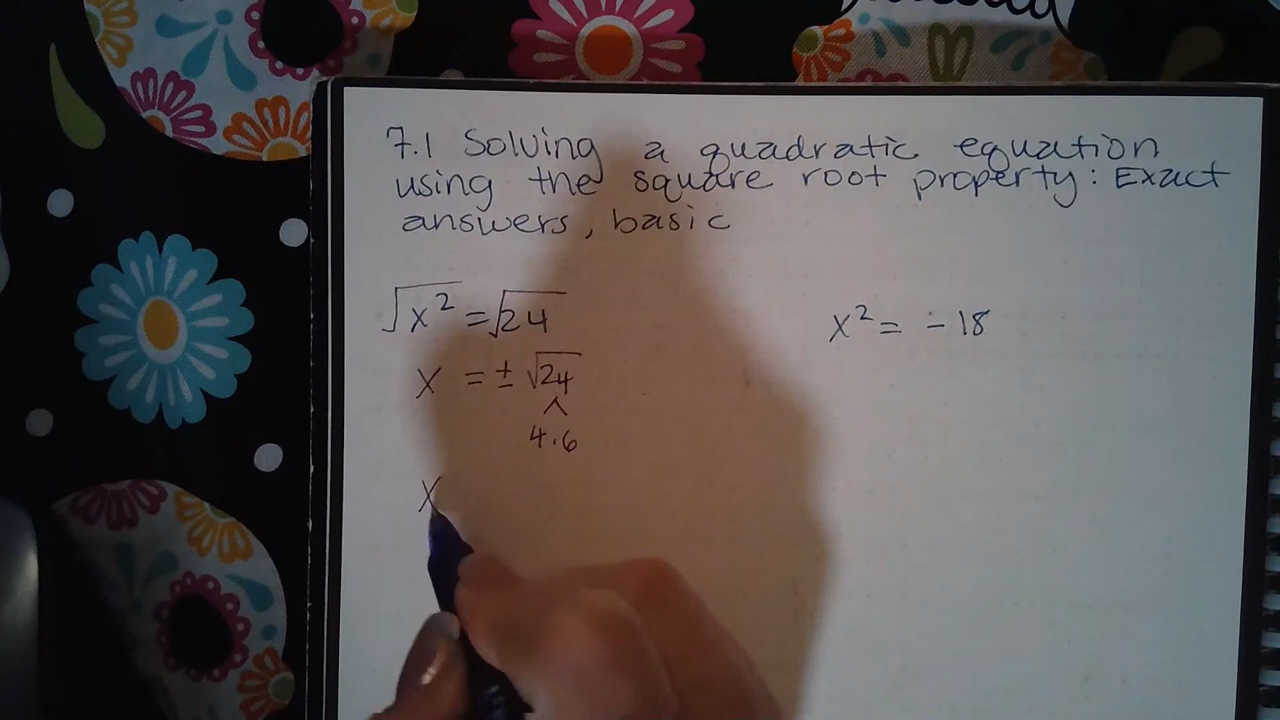 7.1 Solving a quadratic equation
using the square root property: Exact
answers, basic
√x² = √24
x = ± √24
4·6
x
x² = -18